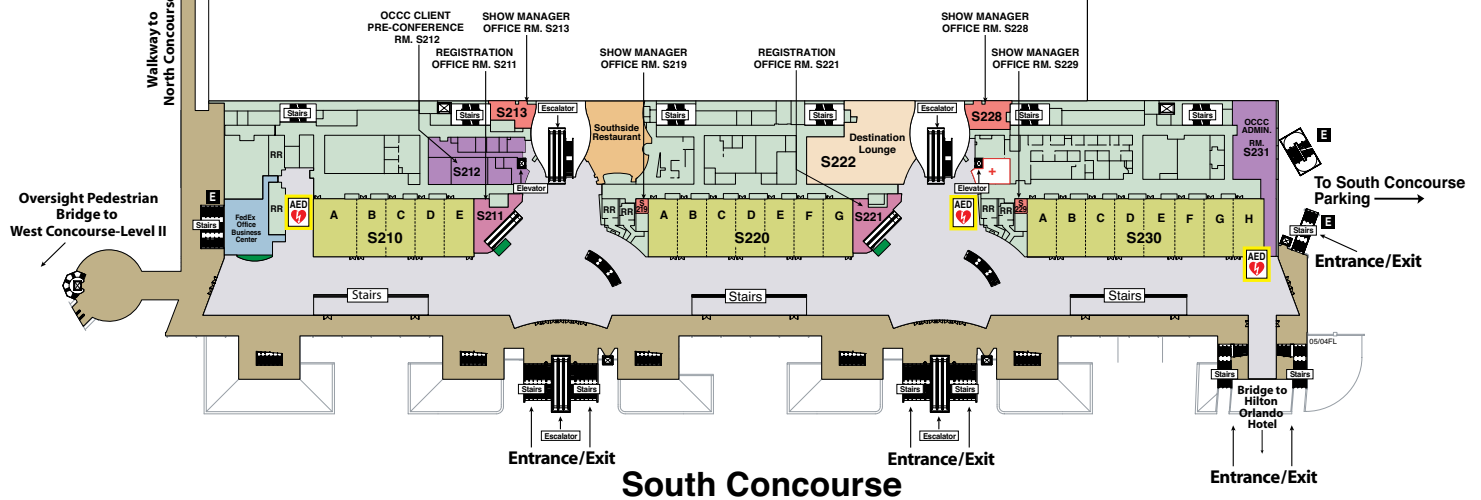 Walkway to
North Concourse
OCCC CLIENT
PRE-CONFERENCE
RM. S212
SHOW MANAGER
OFFICE RM. S213
REGISTRATION
OFFICE RM. S211
SHOW MANAGER
OFFICE RM. S219
REGISTRATION
OFFICE RM. S221
SHOW MANAGER
OFFICE RM. S228
SHOW MANAGER
OFFICE RM. S229
Stairs
Stairs
S213
Escalator
Southside
Restaurant
Stairs
Stairs
Destination
Lounge
S222
Escalator
S228
Stairs
Stairs
OCCC
ADMIN.
RM.
S231
E
RR
S212
Elevator
Elevator
To South Concourse
Parking
Oversight Pedestrian
Bridge to
West Concourse-Level II
E
Stairs
FedEx
Office
Business
Center
RR
AED
A B C D E
S210
S211
RR
RR
S
219
A B C D E F G
S220
S221
AED
RR
RR
S
229
A B C D E F G H
S230
AED
E
Stairs
Entrance/Exit
Stairs
Stairs
Stairs
05/04FL
Stairs
Stairs
Stairs
Stairs
Stairs
Stairs
Escalator
Escalator
Bridge to
Hilton
Orlando
Hotel
Entrance/Exit
Entrance/Exit
Entrance/Exit
South Concourse